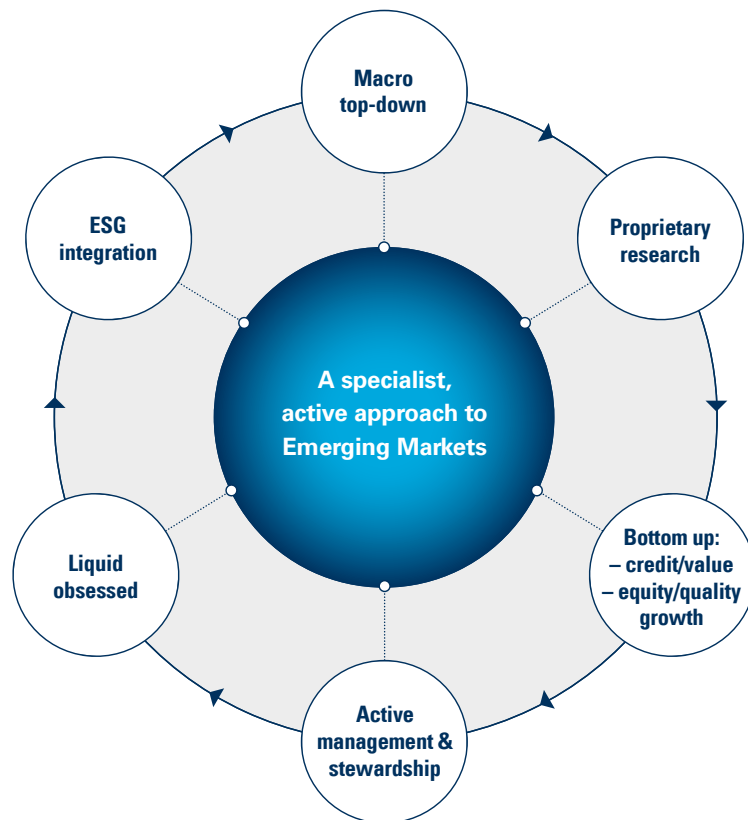 Macro
top-down
Proprietary
research
Bottom up:
– credit/value
– equity/quality
growth
Active
management &
stewardship
Liquid
obsessed
ESG
integration
A specialist,
active approach to
Emerging Markets